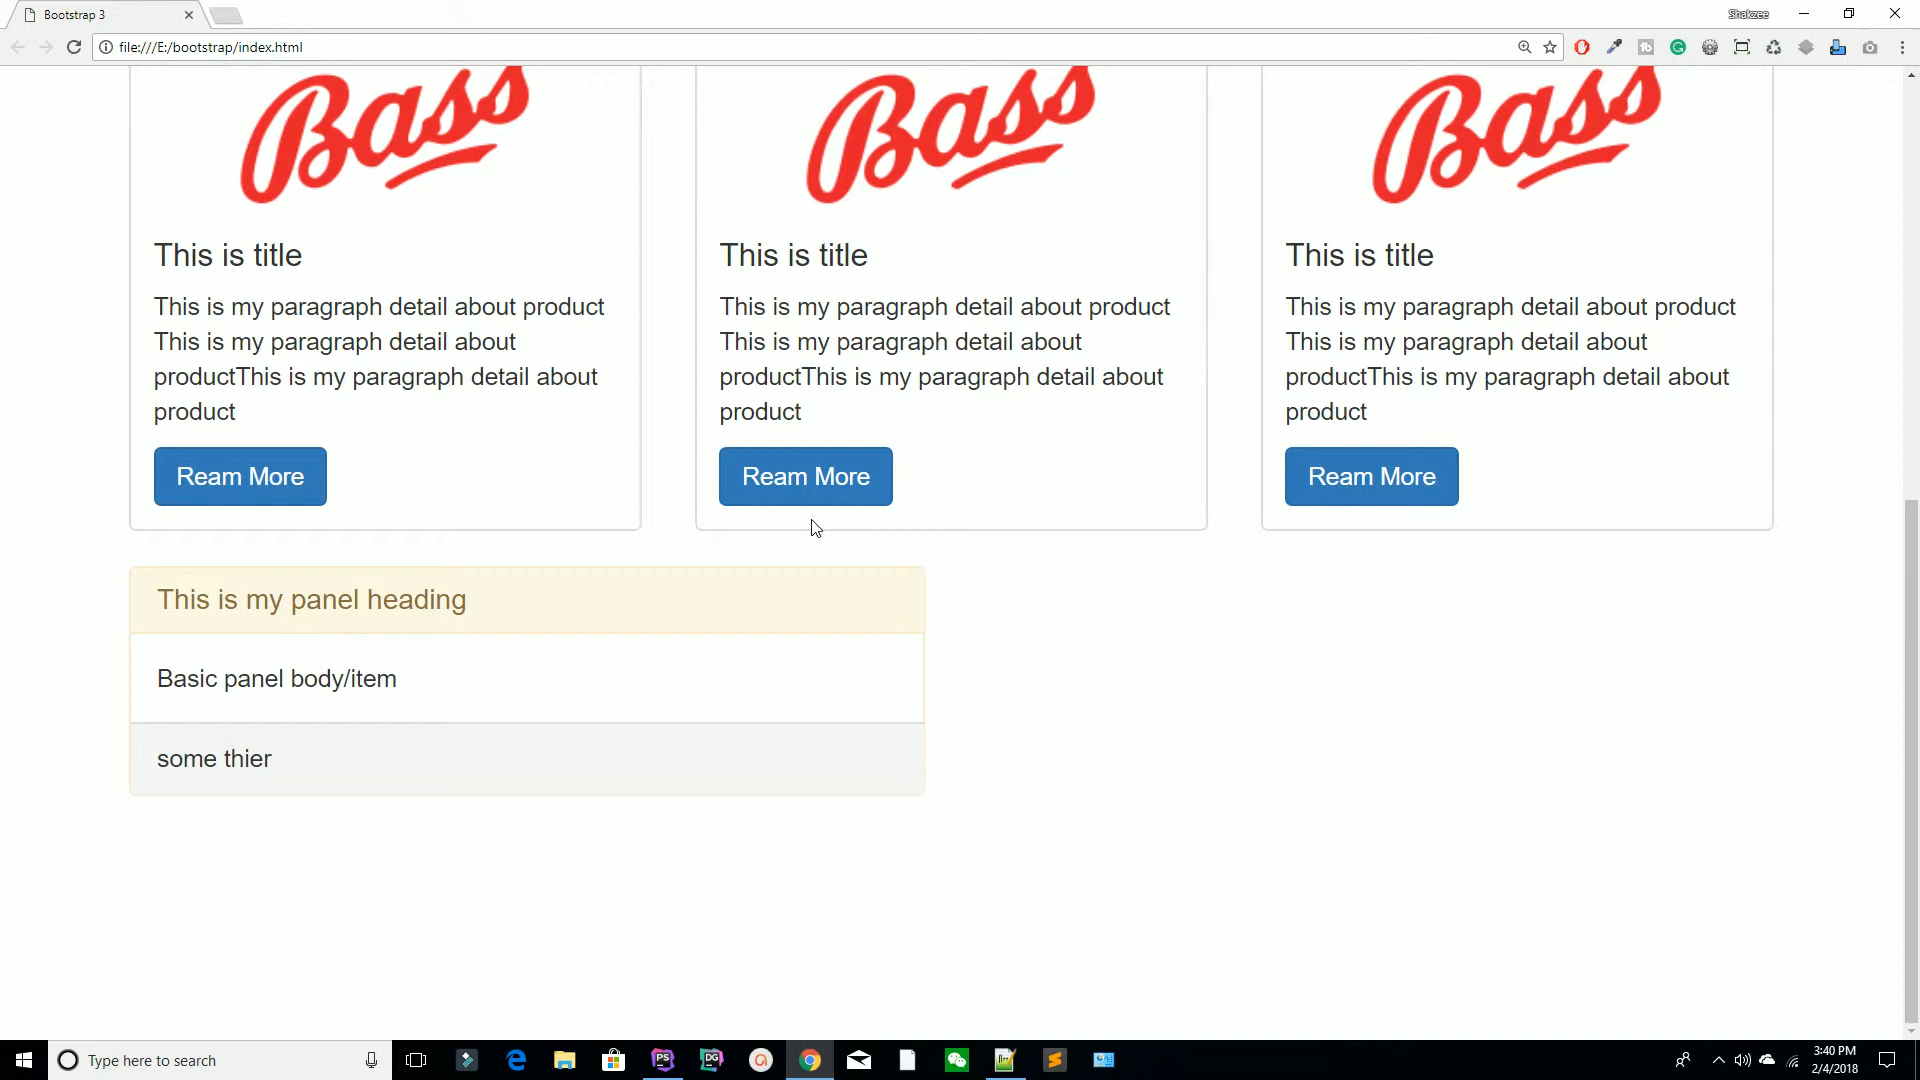 Bootstrap 3
Shakzee
file:///E:/bootstrap/index.html
Bass Bass Bass
This is title This is title This is title
This is my paragraph detail about product This is my paragraph detail about product This is my paragraph detail about product
This is my paragraph detail about This is my paragraph detail about This is my paragraph detail about
productThis is my paragraph detail about productThis is my paragraph detail about productThis is my paragraph detail about
product product product
Ream More Ream More Ream More
This is my panel heading
Basic panel body/item
some thier
Type here to search
PS
DG
3:40 PM
2/4/2018